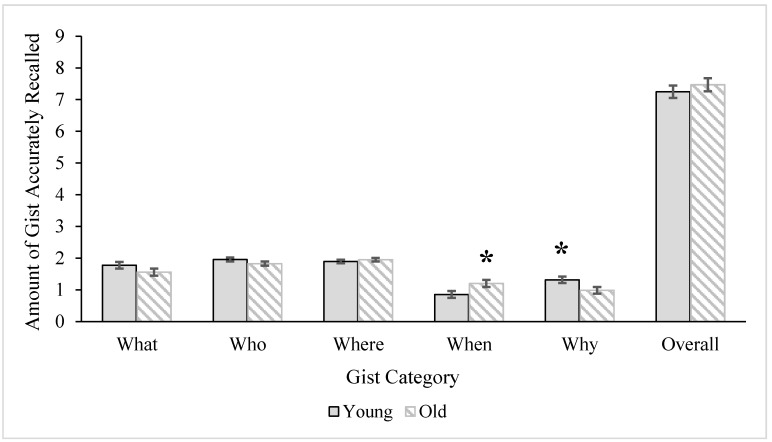 Amount of Gist Accurately Recalled
9
8
7
6
5
4
3
2
1
0
* *
What Who Where When Why Overall
Gist Category
Young Old